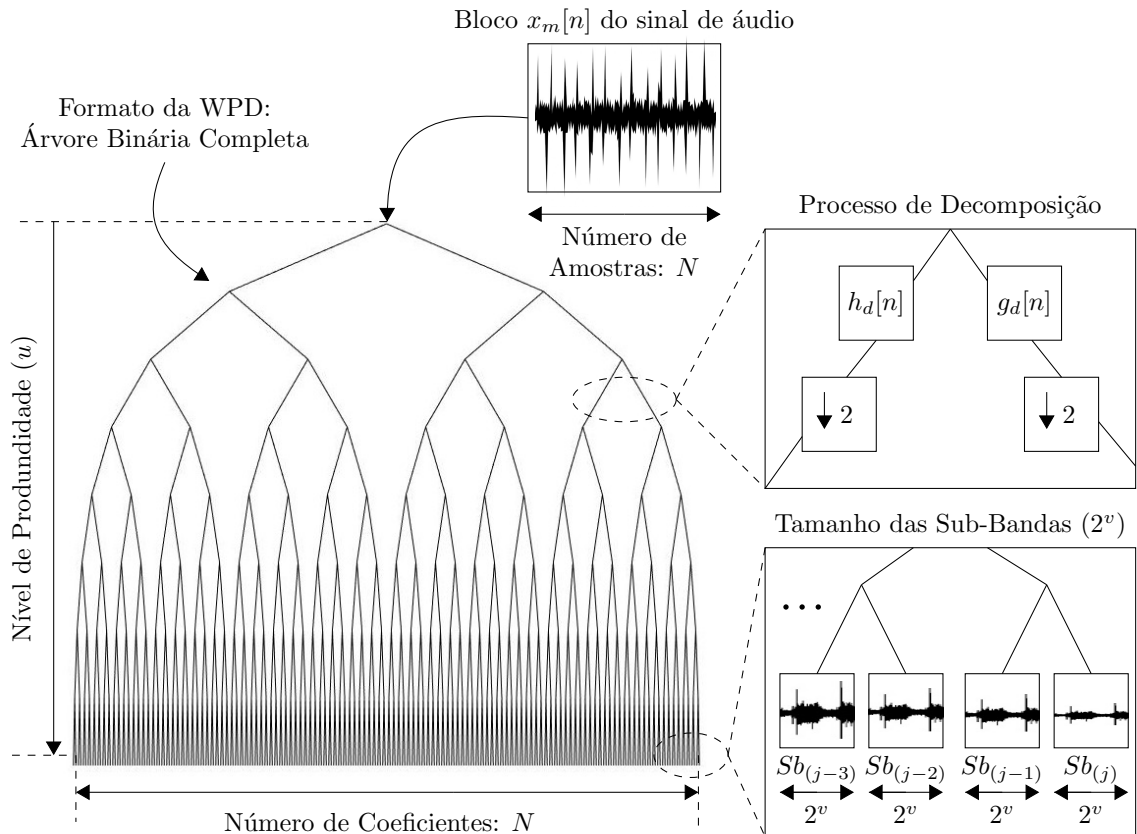 Bloco x_m[n] do sinal de áudio
Formato da WPD:
Árvore Binária Completa
Número de
Amostras: N
Processo de Decomposição
h_d[n]
g_d[n]
↓ 2
↓ 2
Nível de Produndidade (u)
Tamanho das Sub-Bandas (2^v)
• • •
Sb_(j−3) Sb_(j−2) Sb_(j−1) Sb_(j)
2^v 2^v 2^v 2^v
Número de Coeficientes: N